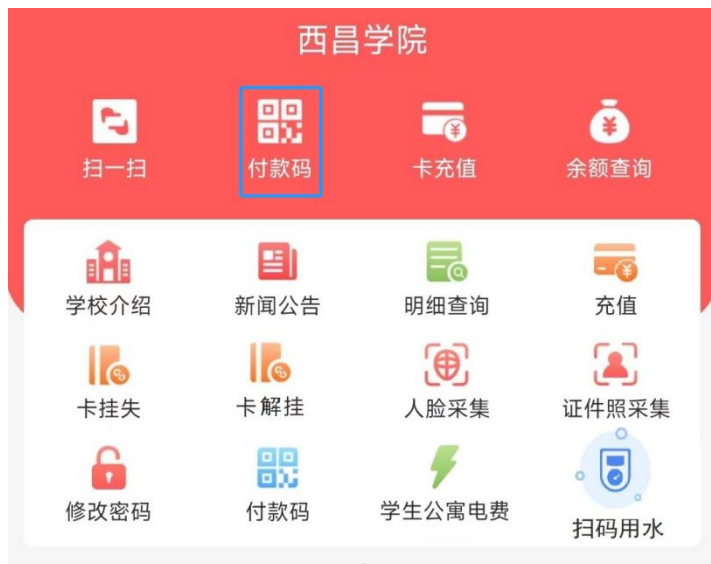 西昌学院
扫一扫 付款码 卡充值 余额查询
学校介绍 新闻公告 明细查询 充值
卡挂失 卡解挂 人脸采集 证件照采集
修改密码 付款码 学生公寓电费 扫码用水